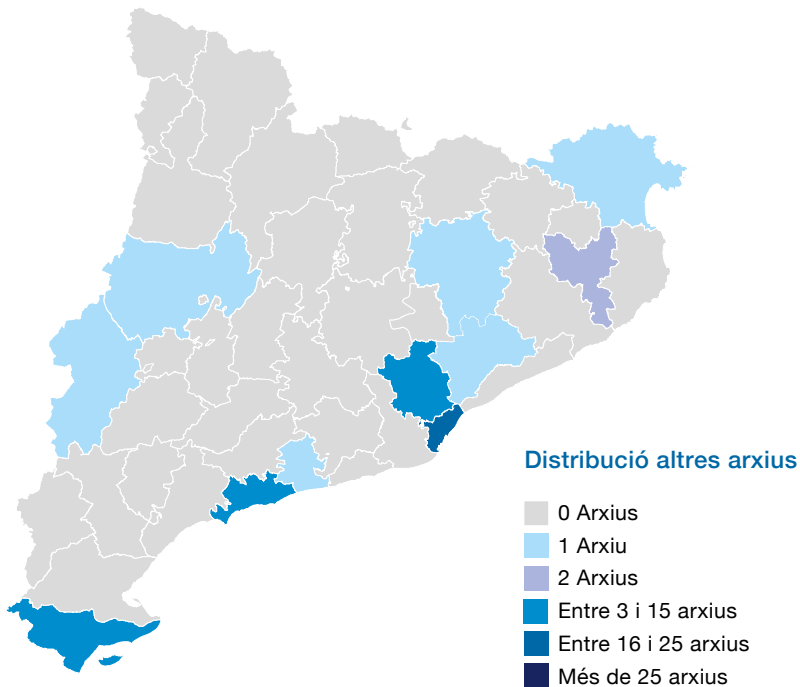 Distribució altres arxius
0 Arxius
1 Arxiu
2 Arxius
Entre 3 i 15 arxius
Entre 16 i 25 arxius
Més de 25 arxius